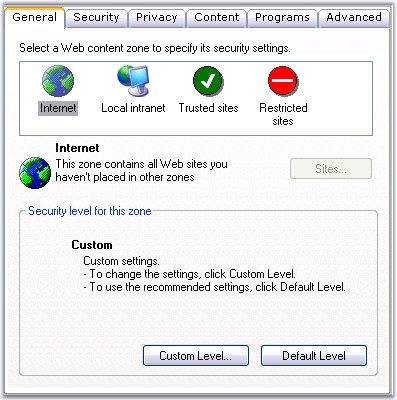 General Security Privacy Content Programs Advanced
Select a Web content zone to specify its security settings.
Internet Local intranet Trusted sites Restricted
sites
Internet
This zone contains all Web sites you
haven't placed in other zones
Sites...
Security level for this zone
Custom
Custom settings.
- To change the settings, click Custom Level.
- To use the recommended settings, click Default Level.
Custom Level... Default Level